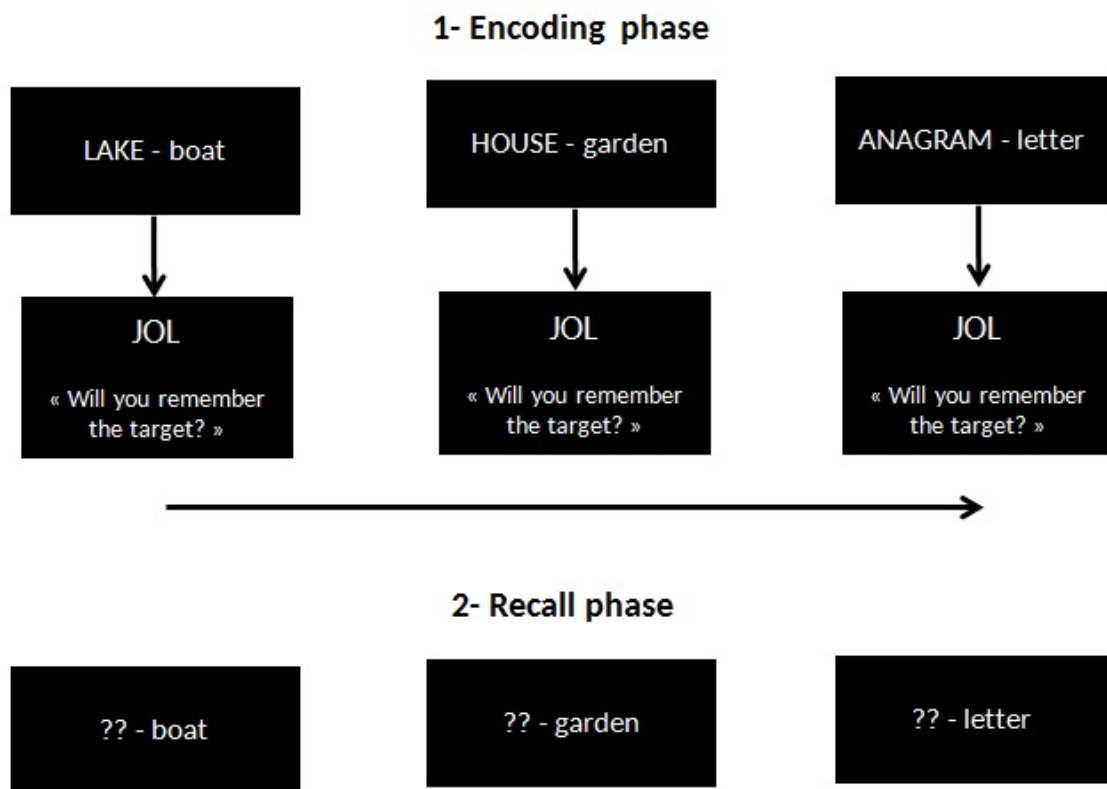 1- Encoding phase
LAKE - boat
HOUSE - garden
ANAGRAM - letter
JOL
« Will you remember
the target? »
JOL
« Will you remember
the target? »
JOL
« Will you remember
the target? »
2- Recall phase
?? - boat
?? - garden
?? - letter